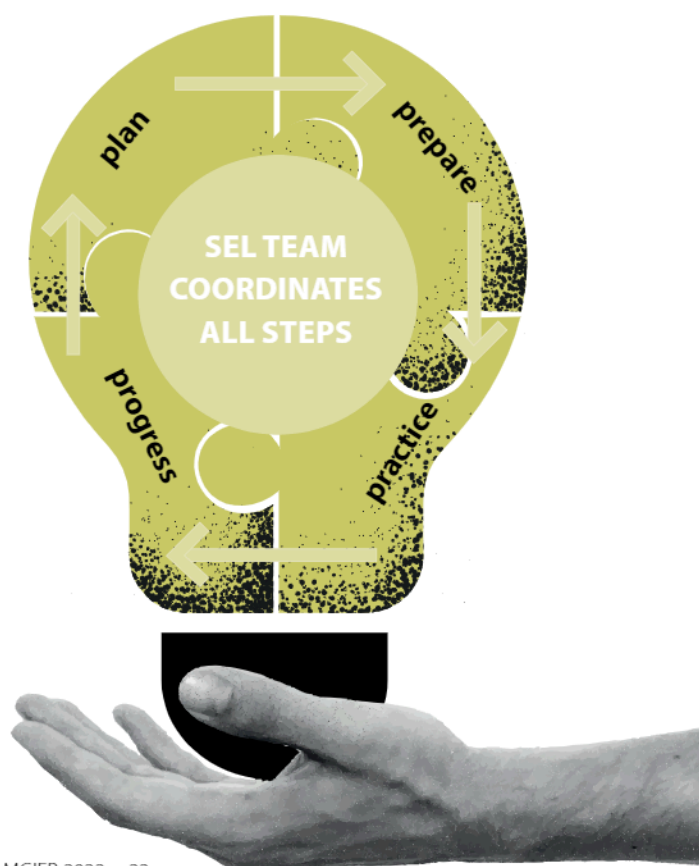 plan
prepare
SEL TEAM
COORDINATES
ALL STEPS
progress
practice